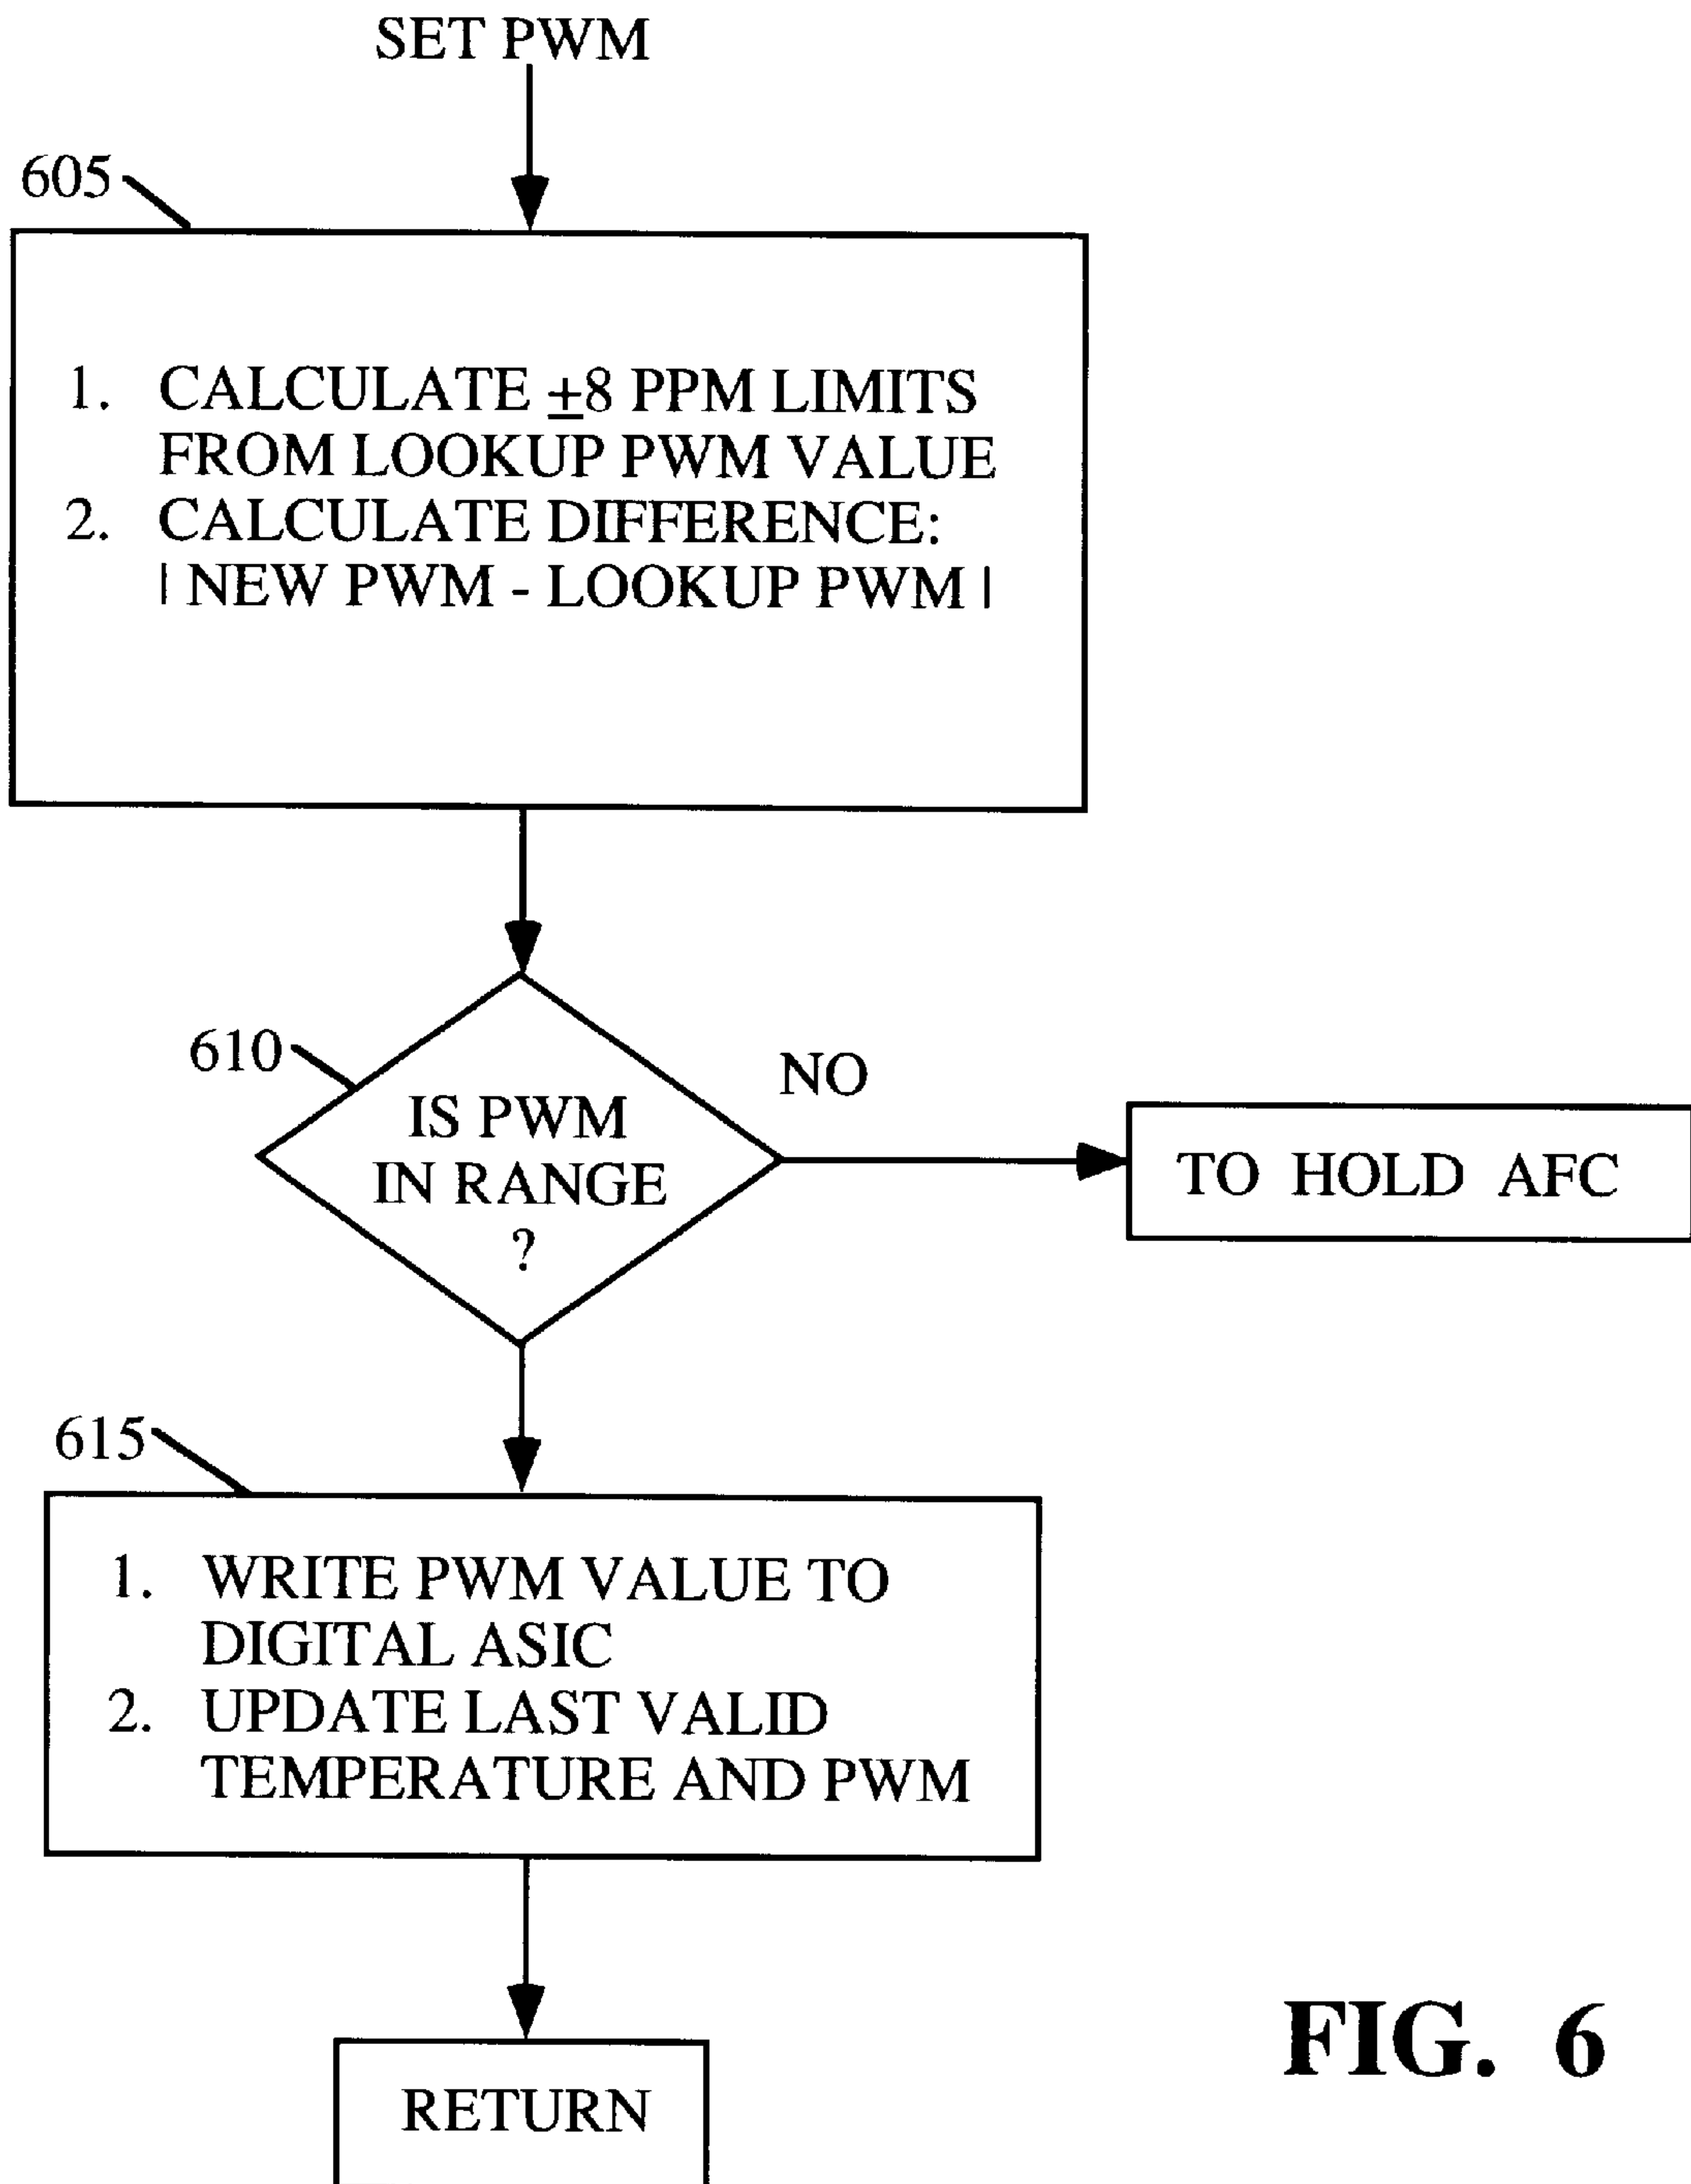 SET PWM
605
1. CALCULATE ±8 PPM LIMITS
FROM LOOKUP PWM VALUE
2. CALCULATE DIFFERENCE:
| NEW PWM - LOOKUP PWM |
610
NO
IS PWM
IN RANGE
?
TO HOLD AFC
615
1. WRITE PWM VALUE TO
DIGITAL ASIC
2. UPDATE LAST VALID
TEMPERATURE AND PWM
RETURN
FIG. 6